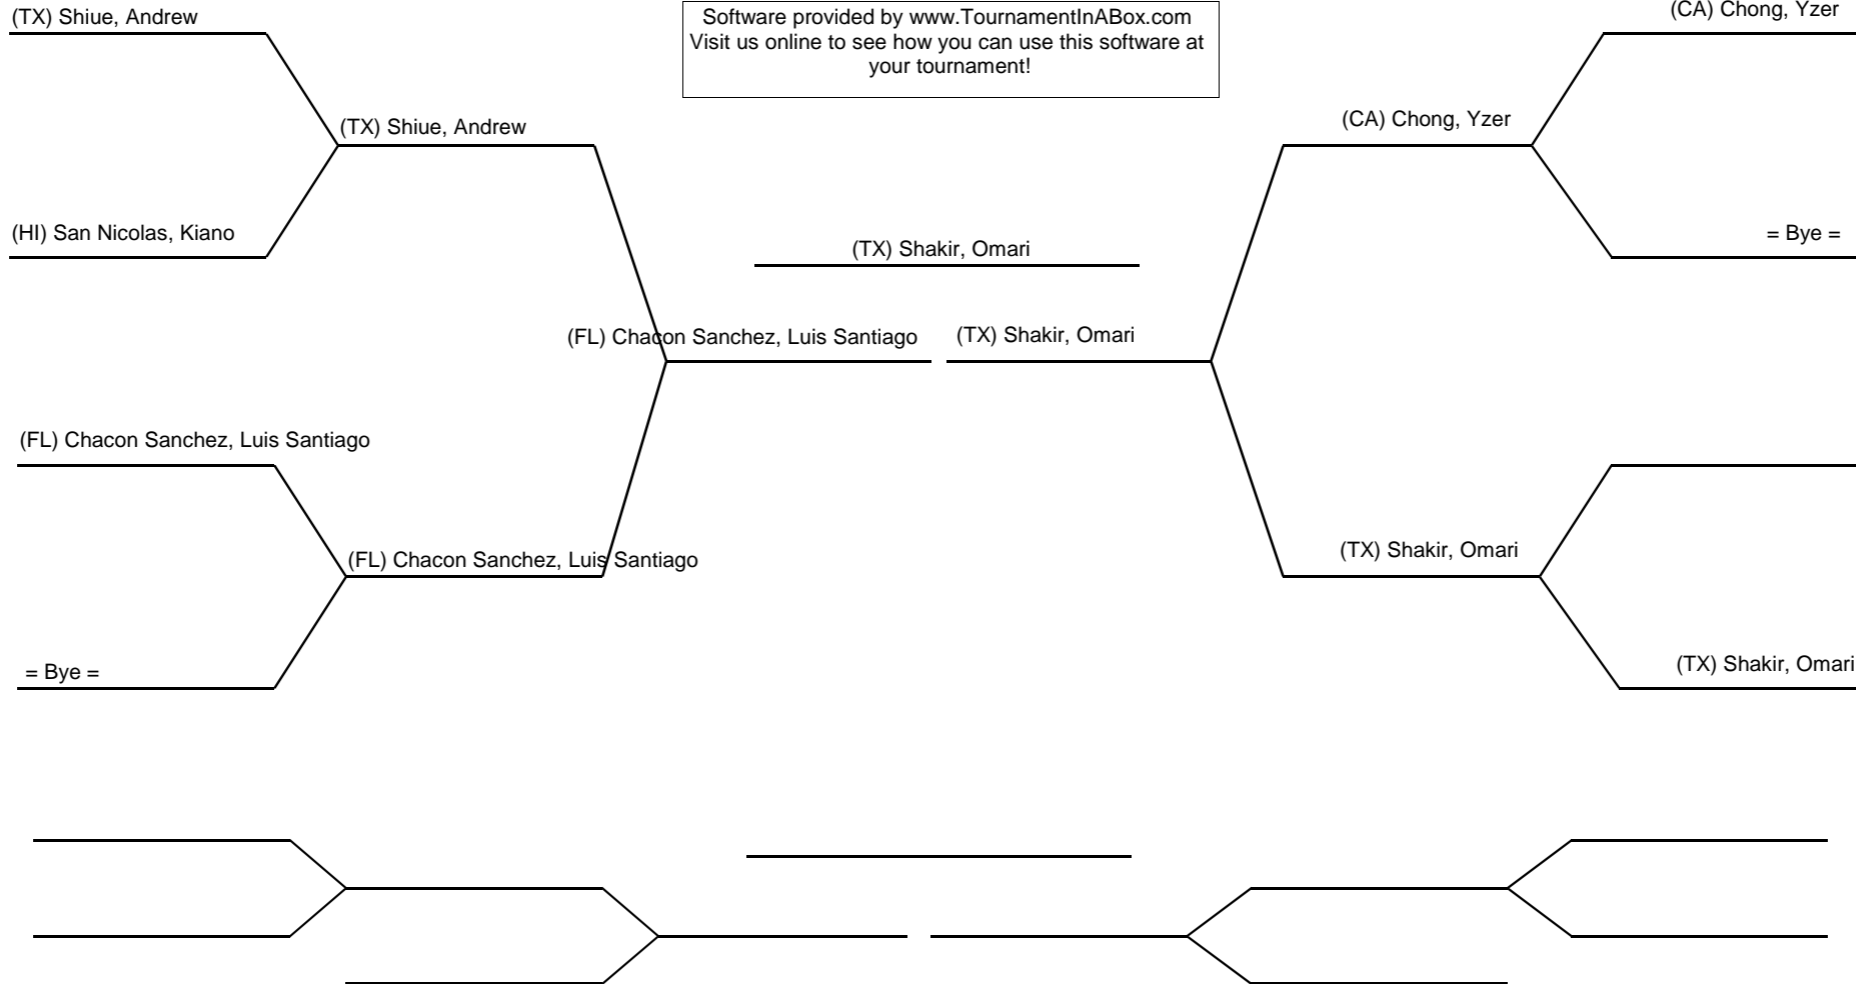 (TX) Shiue, Andrew
Software provided by www.TournamentInABox.com
Visit us online to see how you can use this software at
your tournament!
(CA) Chong, Yzer
(TX) Shiue, Andrew
(CA) Chong, Yzer
(HI) San Nicolas, Kiano
(TX) Shakir, Omari
= Bye =
(FL) Chacon Sanchez, Luis Santiago
(TX) Shakir, Omari
(FL) Chacon Sanchez, Luis Santiago
(FL) Chacon Sanchez, Luis Santiago
(TX) Shakir, Omari
= Bye =
(TX) Shakir, Omari